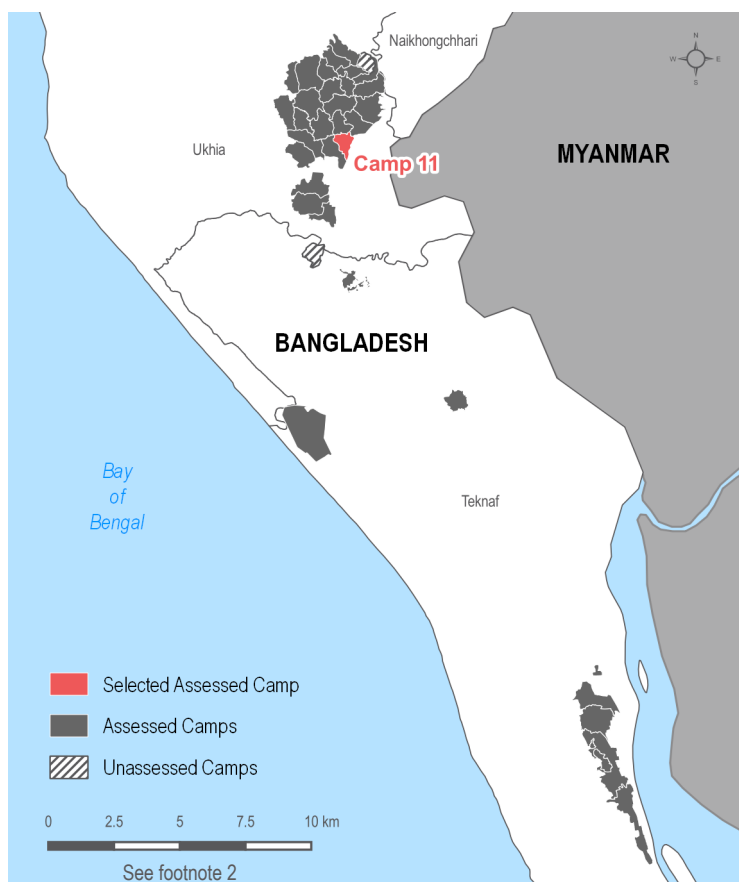 Naikhongchhari
N
W E
S
Ukhia
MYANMAR
Camp 11
BANGLADESH
Bay
of
Bengal
Teknaf
Selected Assessed Camp
Assessed Camps
Unassessed Camps
0 2.5 5 7.5 10 km
See footnote 2